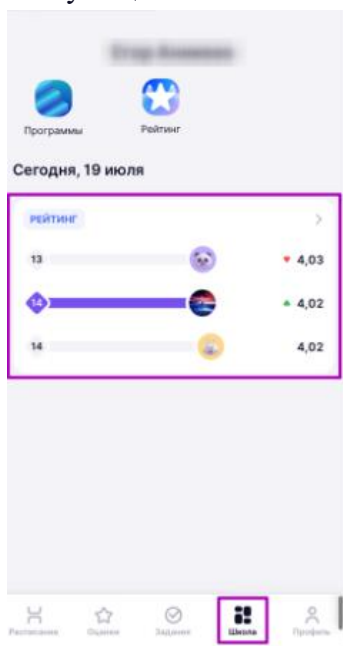 Программы
Рейтинг
Сегодня, 19 июля
РЕЙТИНГ
13 4,03
14 4,02
14 4,02
Расписание Оценки Задания Школа Профиль